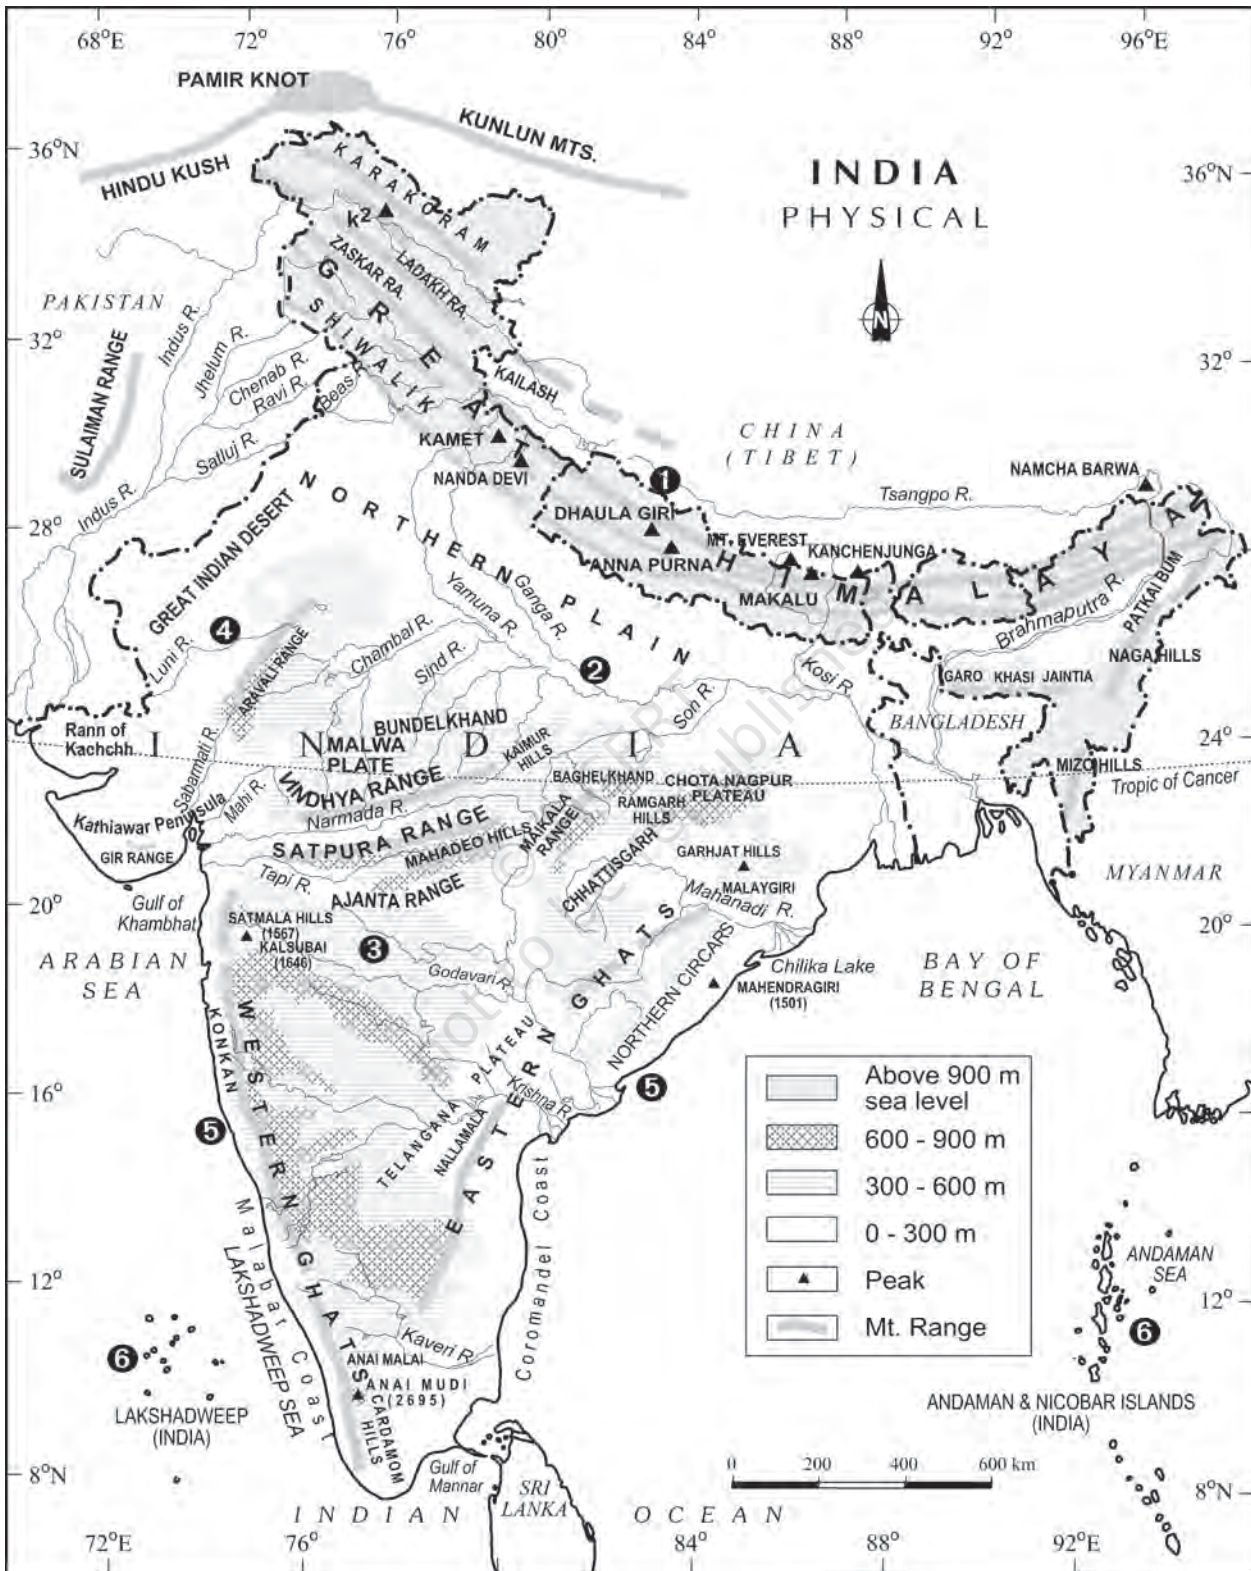 68°E 72° 76° 80° 84° 88° 92° 96°E
PAMIR KNOT
KUNLUN MTS.
HINDU KUSH
36°N
36°N
INDIA
PHYSICAL
KARAKORAM
k²
LADAKH RA.
ZASKAR RA.
GREAT HIMALAYA
SHIWALIK
N
PAKISTAN
Indus R.
32°
32°
Jhelum R.
Chenab R.
Ravi R.
Beas R.
KAILASH
SULAIMAN RANGE
Satluj R.
KAMET
NANDA DEVI
CHINA
(TIBET)
NAMCHA BARWA
Indus R.
1
Tsangpo R.
28°
28°
NORTHERN PLAIN
DHAULA GIRI
MT. EVEREST
KANCHENJUNGA
ANNA PURNA
MAKALU
GREAT INDIAN DESERT
Yamuna R.
Ganga R.
Brahmaputra R.
PATKAI BUM
4
Luni R.
ARAVALI RANGE
Chambal R.
Sind R.
2
Kosi R.
NAGA HILLS
GARO KHASI JAINTIA
Son R.
BANGLADESH
Rann of
Kachchh.
BUNDELKHAND
INDIA
MALWA
PLATE
KAIMUR
HILLS
24°
24°
MIZO HILLS
Tropic of Cancer
Sabarmati R.
Mahi R.
VINDHYA RANGE
BAGHELKHAND
CHOTA NAGPUR
PLATEAU
RAMGARH
HILLS
Narmada R.
Kathiawar Peninsula
GIR RANGE
SATPURA RANGE
MAHADEO HILLS
MAIKALA
RANGE
CHHATTISGARH
GARHJAT HILLS
MALAYGIRI
MYANMAR
Tapi R.
AJANTA RANGE
Mahanadi R.
Gulf of
Khambhat
20°
20°
SATMALA HILLS
(1567)
KALSUBAI
(1646)
3
Godavari R.
ARABIAN
SEA
BAY OF
BENGAL
Chilika Lake
MAHENDRAGIRI
(1501)
NORTHERN CIRCARS
EASTERN GHATS
WESTERN GHATS
KONKAN
TELANGANA PLATEAU
Krishna R.
NALLAMALA
16°
16°
5
5
Above 900 m
sea level
600 - 900 m
300 - 600 m
0 - 300 m
Peak
Mt. Range
Malabar Coast
LAKSHADWEEP SEA
Coromandel Coast
ANDAMAN
SEA
12°
12°
6
6
Kaveri R.
ANAI MALAI
ANAI MUDI
(2695)
CARDAMOM
HILLS
LAKSHADWEEP
(INDIA)
ANDAMAN & NICOBAR ISLANDS
(INDIA)
0 200 400 600 km
8°N
8°N
Gulf of
Mannar
SRI
LANKA
INDIAN OCEAN
72°E 76° 84° 88° 92°E